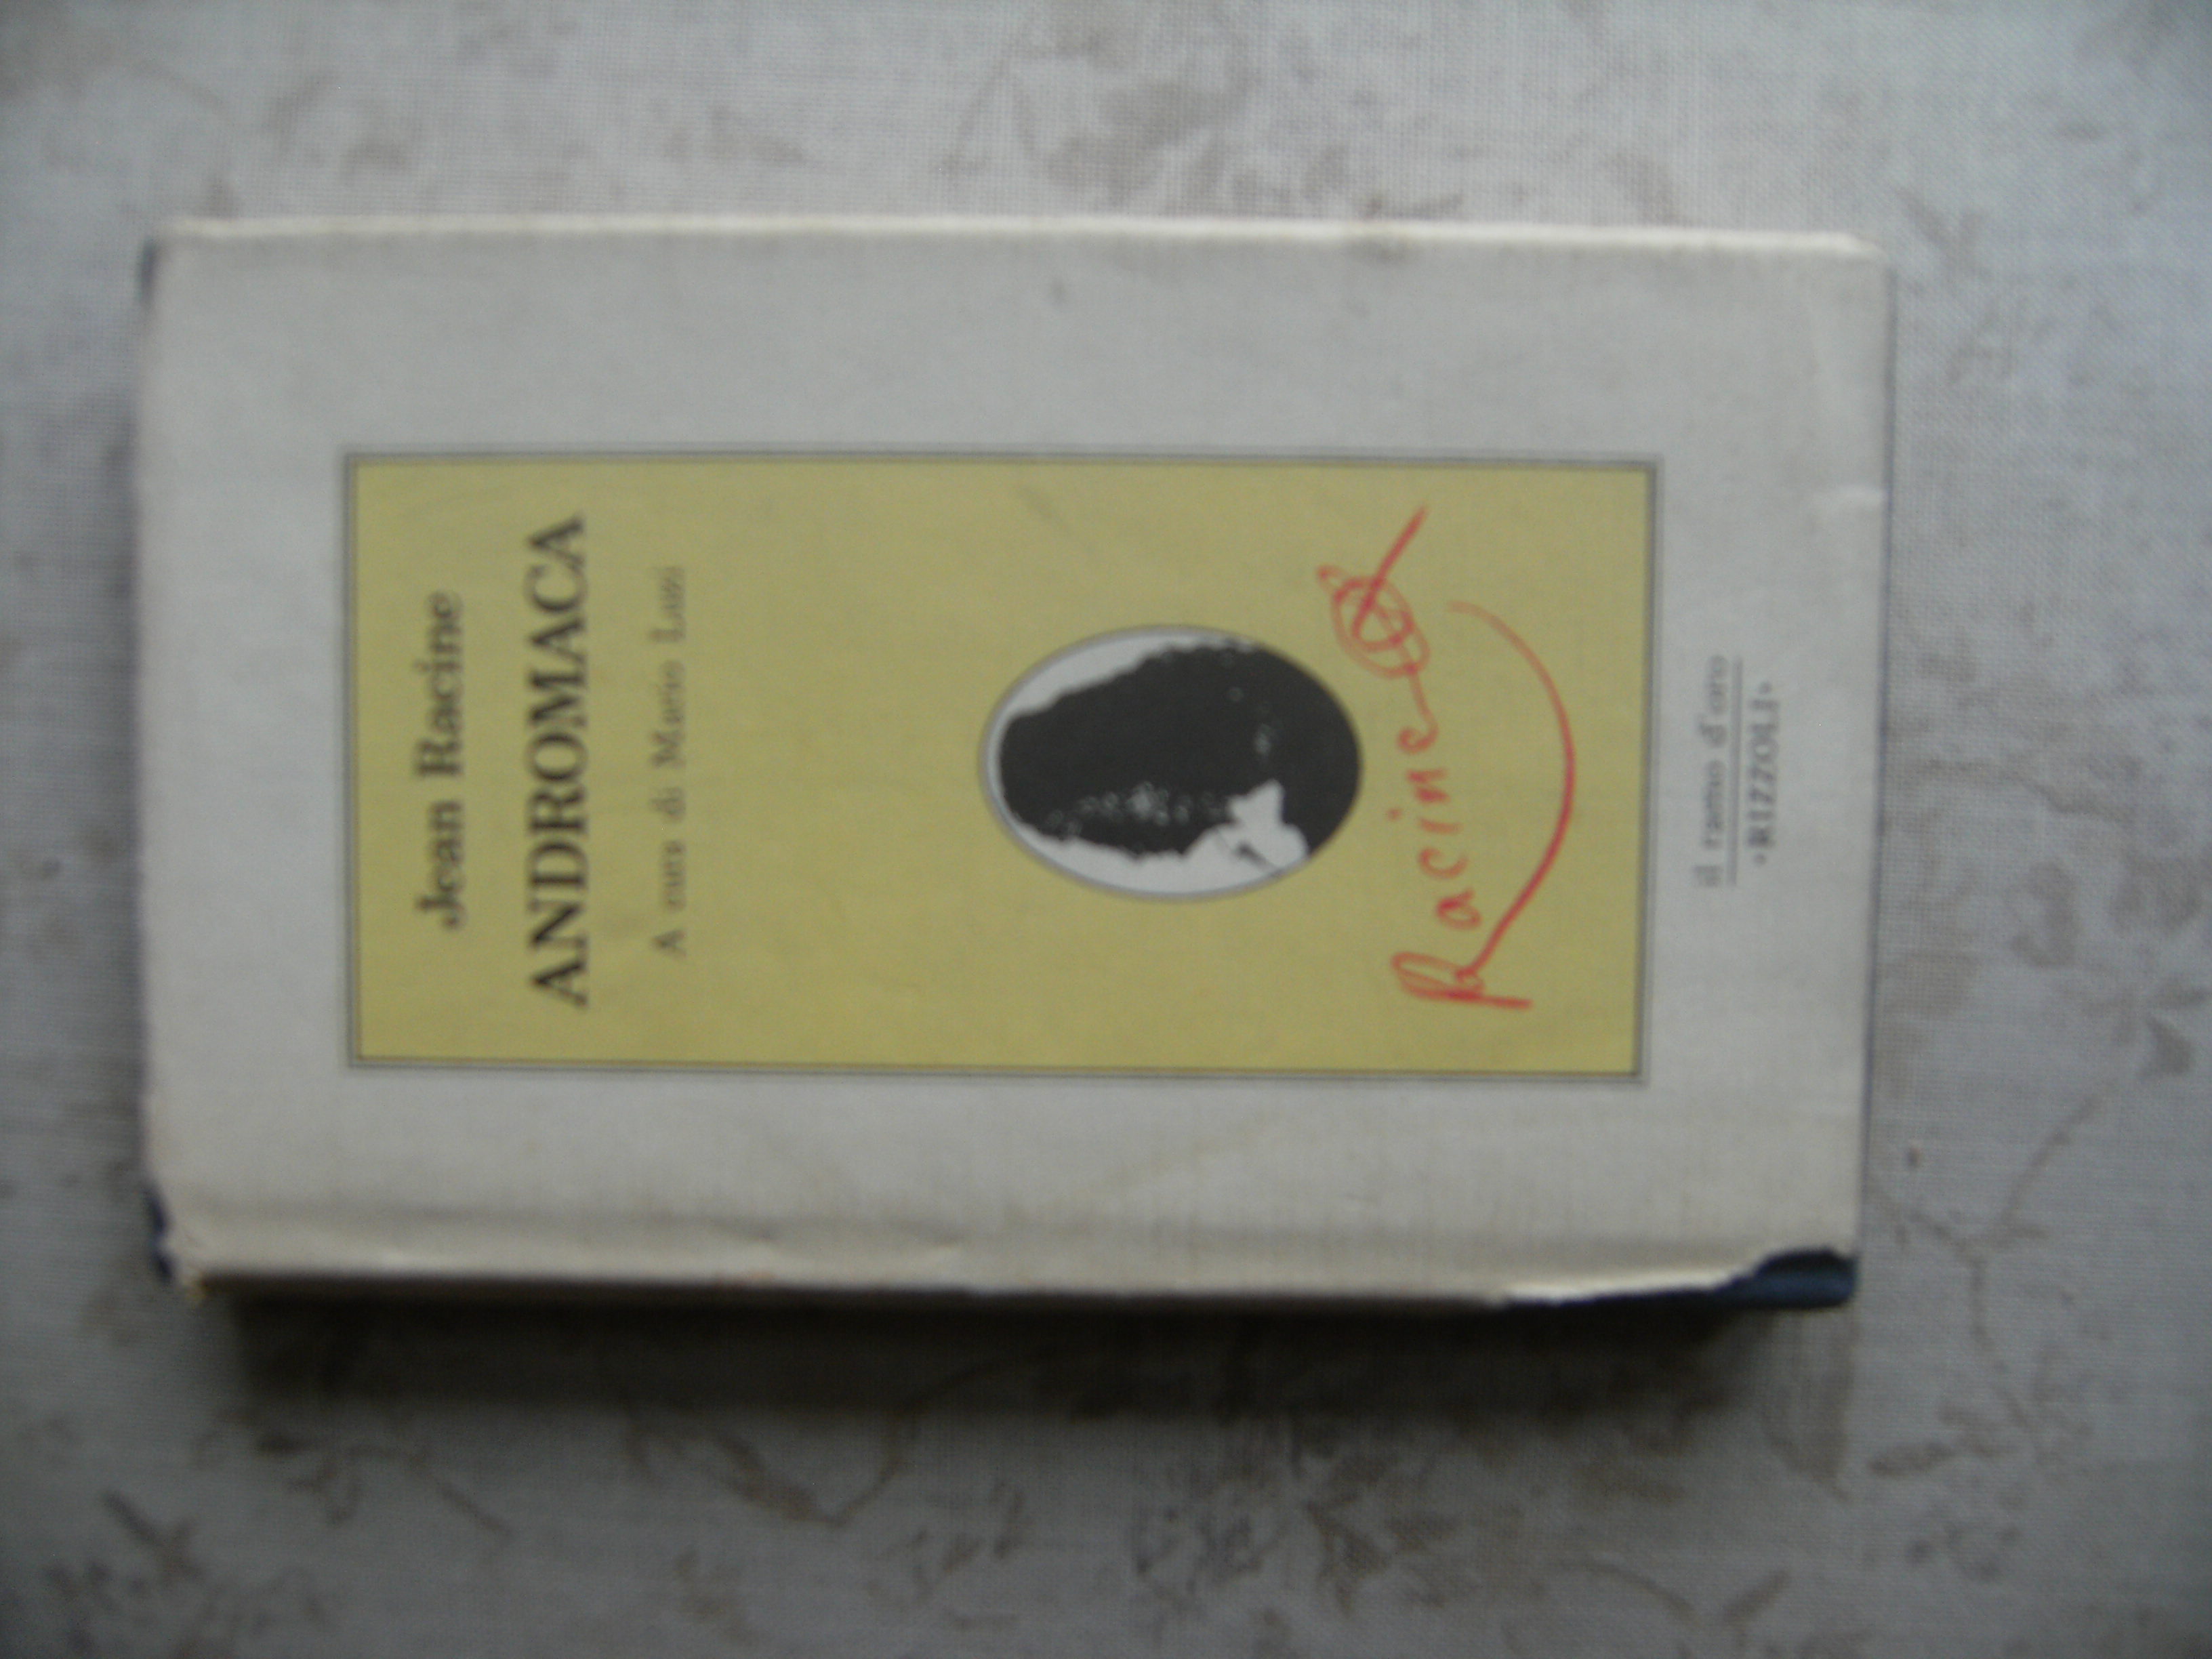 Jean Racine
ANDROMACA
A cura di Mario Luzi
Racine
il ramo d'oro
«RIZZOLI»